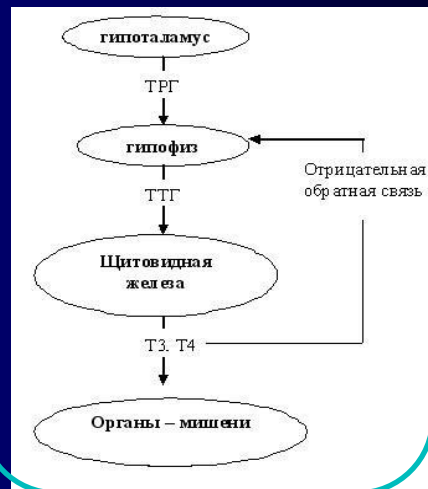 гипоталамус
ТРГ
гипофиз
Отрицательная
обратная связь
ТТГ
Щитовидная
железа
Т3. Т4
Органы – мишени